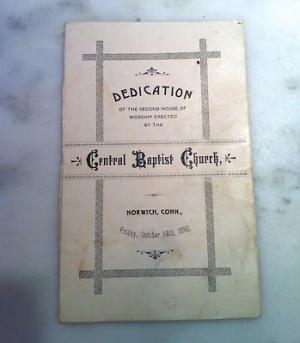 DEDICATION
OF THE SECOND HOUSE OF
WORSHIP ERECTED
BY THE
Central Baptist Church,
OF
NORWICH, CONN.,
Friday, October 14th, 1892.